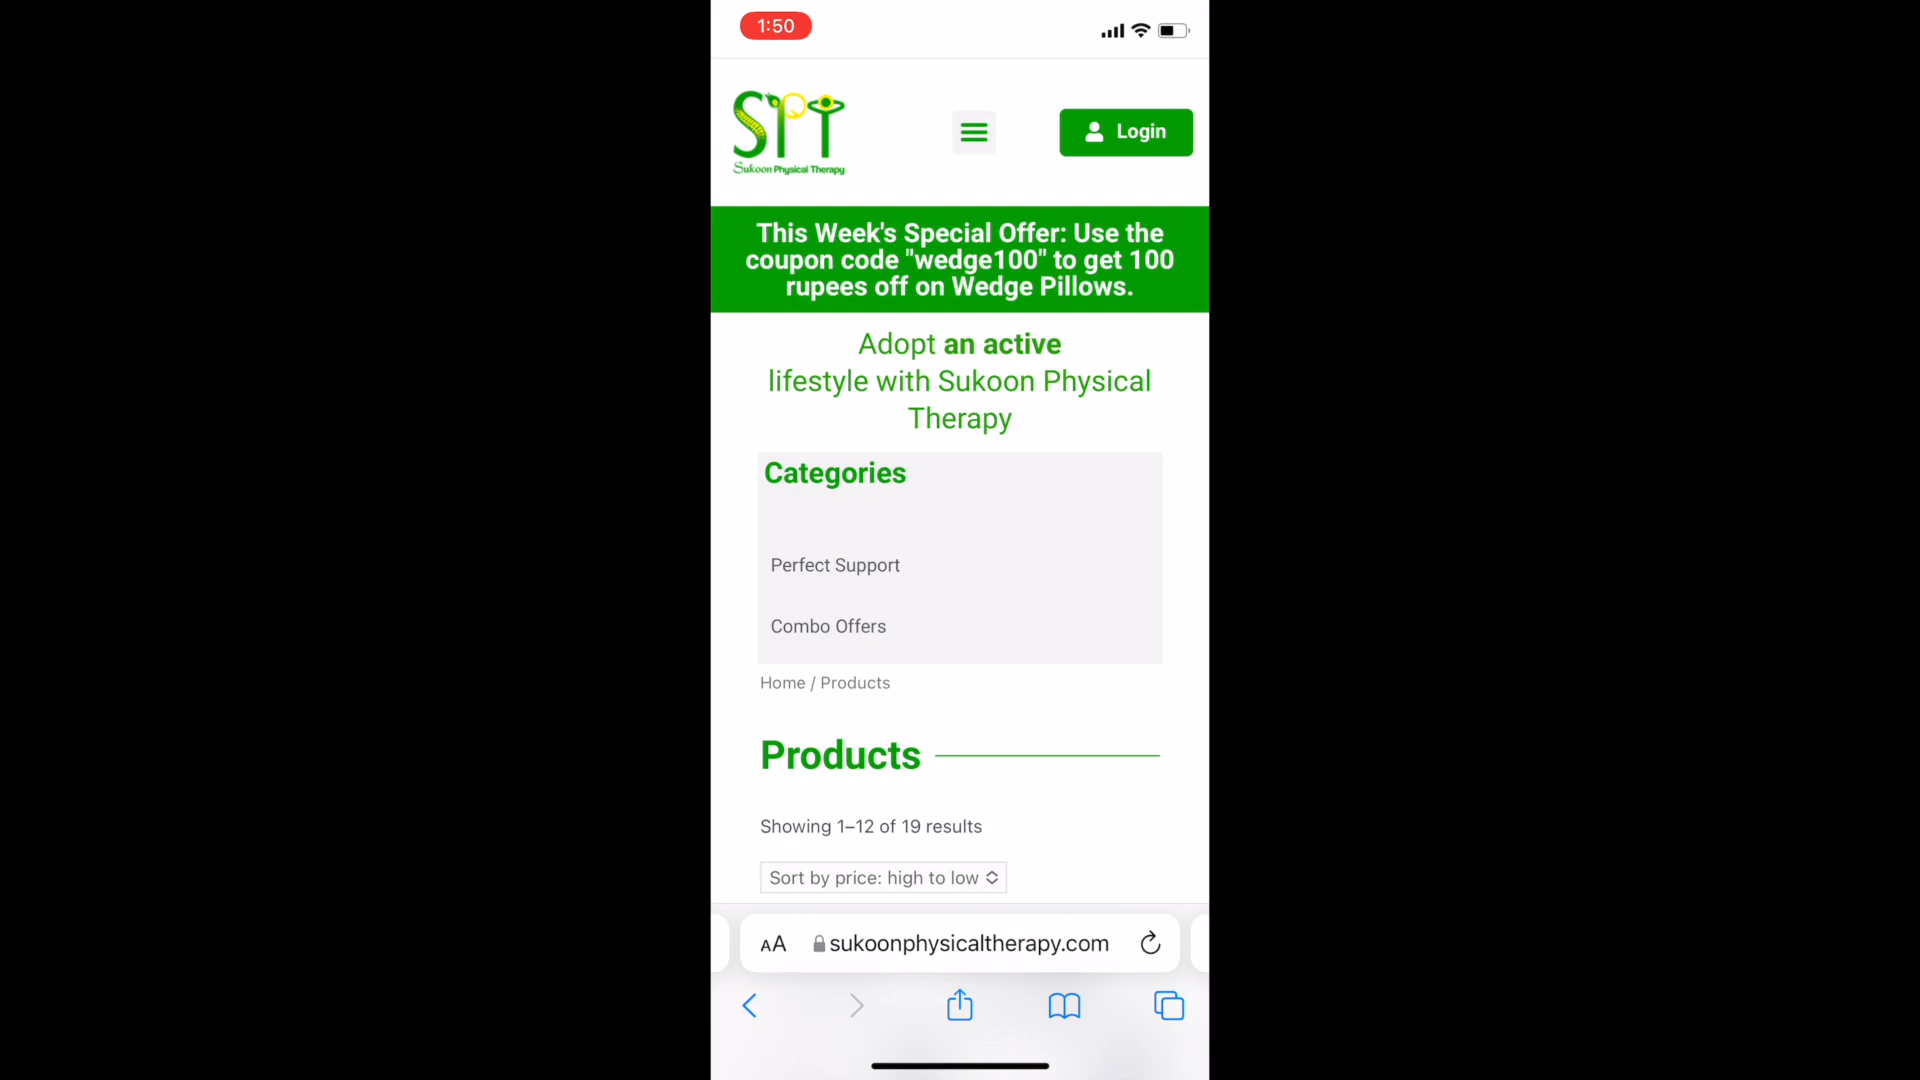 1:50
SPT
Sukoon Physical Therapy
Login
This Week's Special Offer: Use the
coupon code "wedge100" to get 100
rupees off on Wedge Pillows.
Adopt an active
lifestyle with Sukoon Physical
Therapy
Categories
Perfect Support
Combo Offers
Home / Products
Products
Showing 1–12 of 19 results
Sort by price: high to low
AA sukoonphysicaltherapy.com